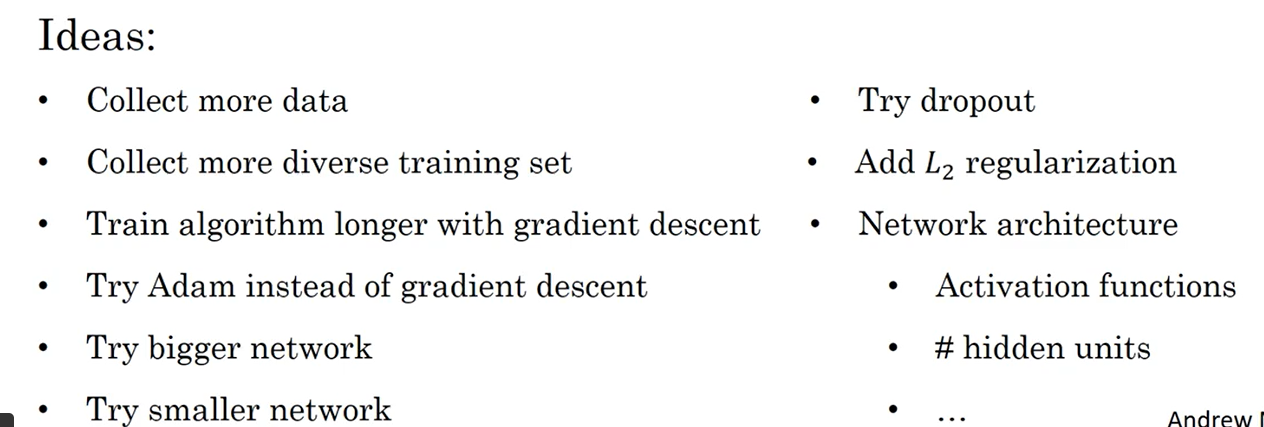 Ideas:
• Collect more data
• Collect more diverse training set
• Train algorithm longer with gradient descent
• Try Adam instead of gradient descent
• Try bigger network
• Try smaller network
• Try dropout
• Add L₂ regularization
• Network architecture
• Activation functions
• # hidden units
• …
Andrew